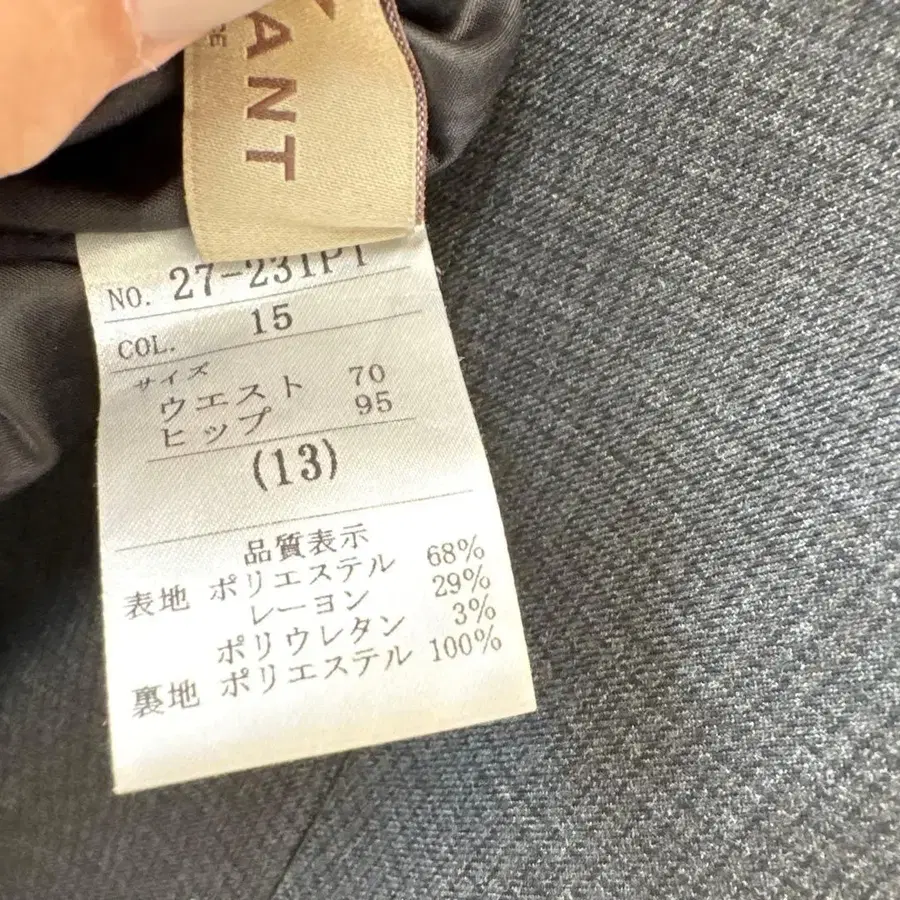 NO. 27-231P1
COL. 15
サイズ
ウエスト 70
ヒップ 95
(13)
品質表示
表地 ポリエステル 68%
レーヨン 29%
ポリウレタン 3%
裏地 ポリエステル 100%